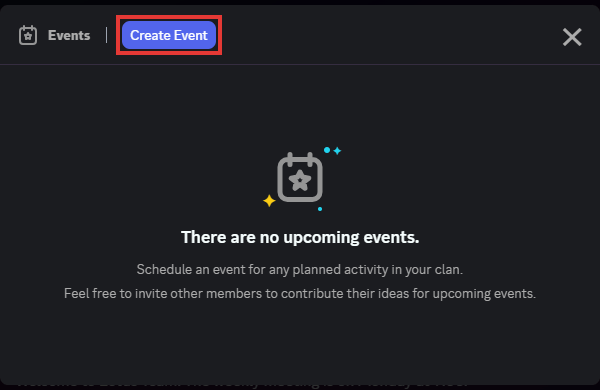 Events
Create Event
There are no upcoming events.
Schedule an event for any planned activity in your clan.
Feel free to invite other members to contribute their ideas for upcoming events.